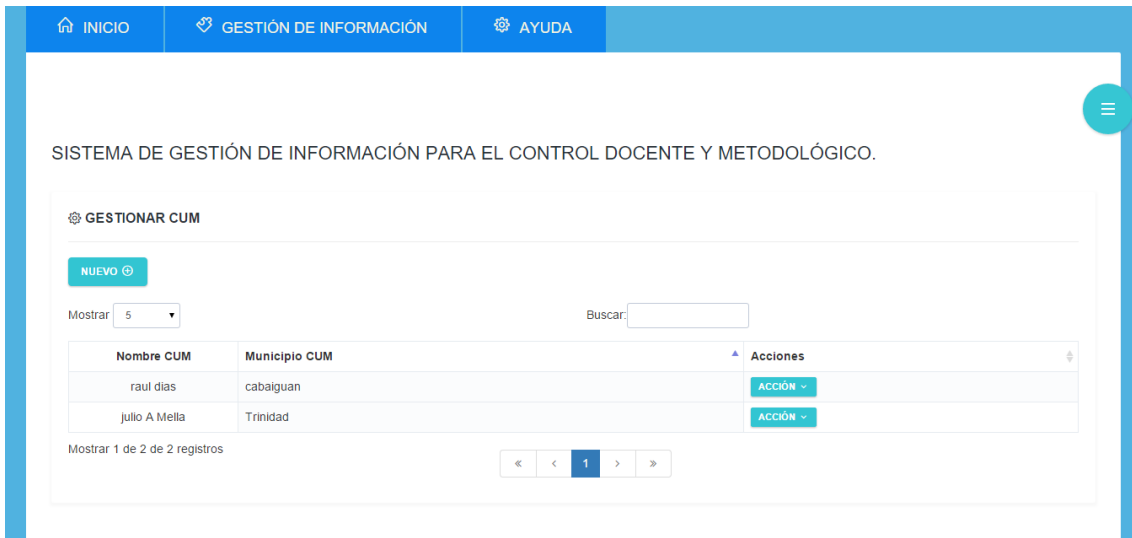 INICIO GESTIÓN DE INFORMACIÓN AYUDA
SISTEMA DE GESTIÓN DE INFORMACIÓN PARA EL CONTROL DOCENTE Y METODOLÓGICO.
GESTIONAR CUM
NUEVO
Mostrar 5 Buscar:
Nombre CUM Municipio CUM Acciones
raul dias cabaiguan ACCIÓN
julio A Mella Trinidad ACCIÓN
Mostrar 1 de 2 de 2 registros
« < 1 > »